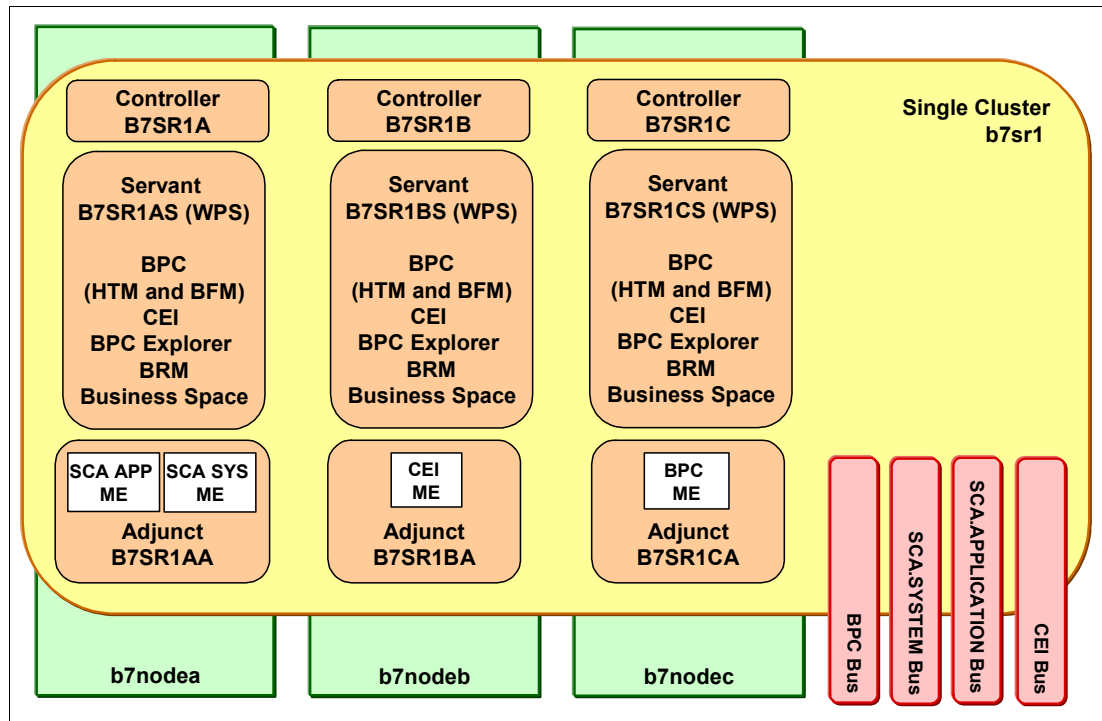 Controller
B7SR1A
Controller
B7SR1B
Controller
B7SR1C
Single Cluster
b7sr1
Servant
B7SR1AS (WPS)
BPC
(HTM and BFM)
CEI
BPC Explorer
BRM
Business Space
Servant
B7SR1BS (WPS)
BPC
(HTM and BFM)
CEI
BPC Explorer
BRM
Business Space
Servant
B7SR1CS (WPS)
BPC
(HTM and BFM)
CEI
BPC Explorer
BRM
Business Space
SCA APP
ME
SCA SYS
ME
Adjunct
B7SR1AA
CEI
ME
Adjunct
B7SR1BA
BPC
ME
Adjunct
B7SR1CA
BPC Bus
SCA.SYSTEM Bus
SCA.APPLICATION Bus
CEI Bus
b7nodea
b7nodeb
b7nodec